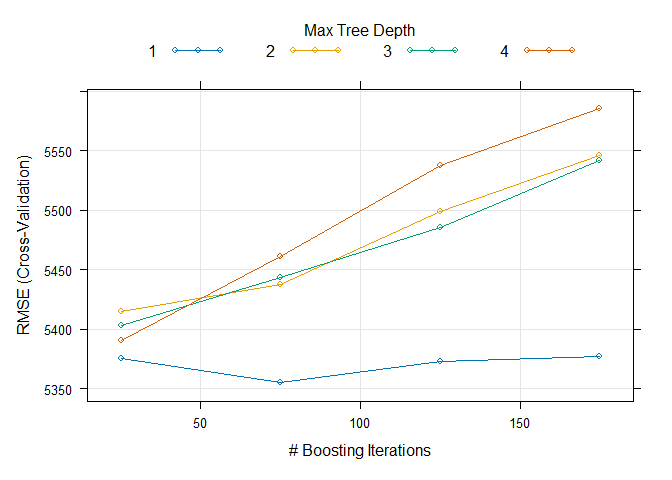 Max Tree Depth
1 2 3 4
5550
5500
5450
5400
5350
RMSE (Cross-Validation)
50 100 150
# Boosting Iterations